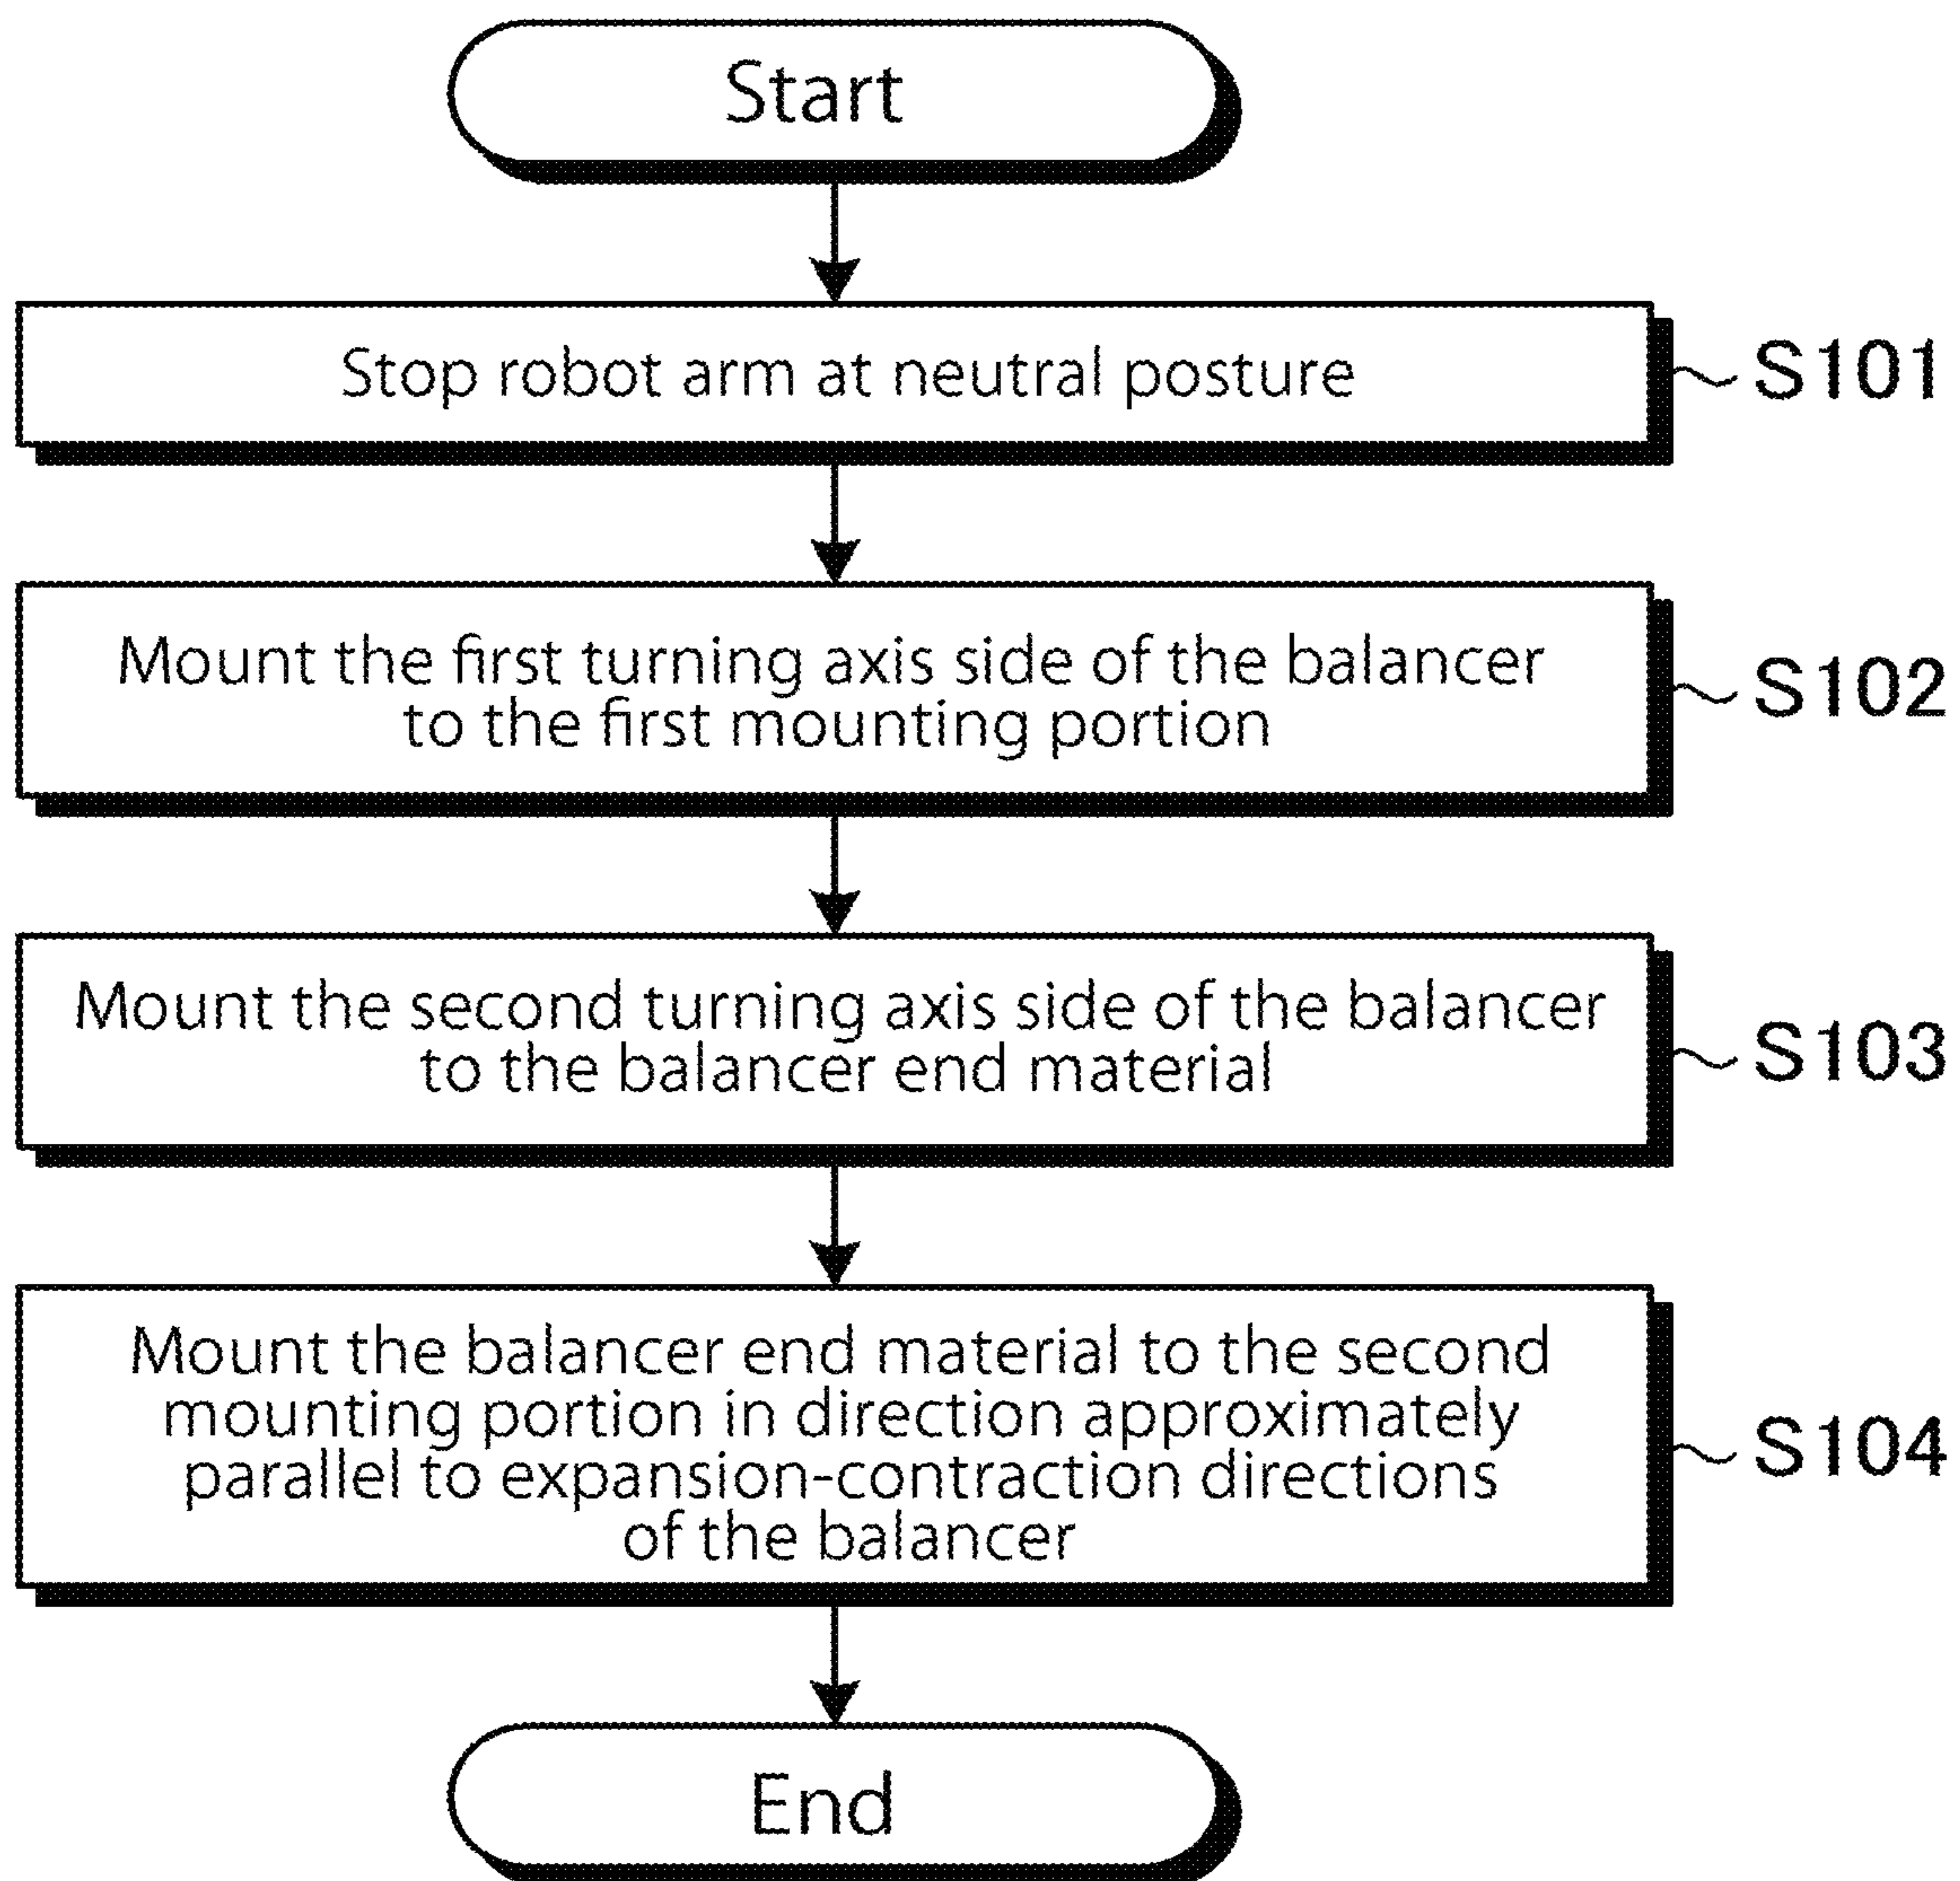 Start
Stop robot arm at neutral posture
S101
Mount the first turning axis side of the balancer
to the first mounting portion
S102
Mount the second turning axis side of the balancer
to the balancer end material
S103
Mount the balancer end material to the second
mounting portion in direction approximately
parallel to expansion-contraction directions
of the balancer
S104
End